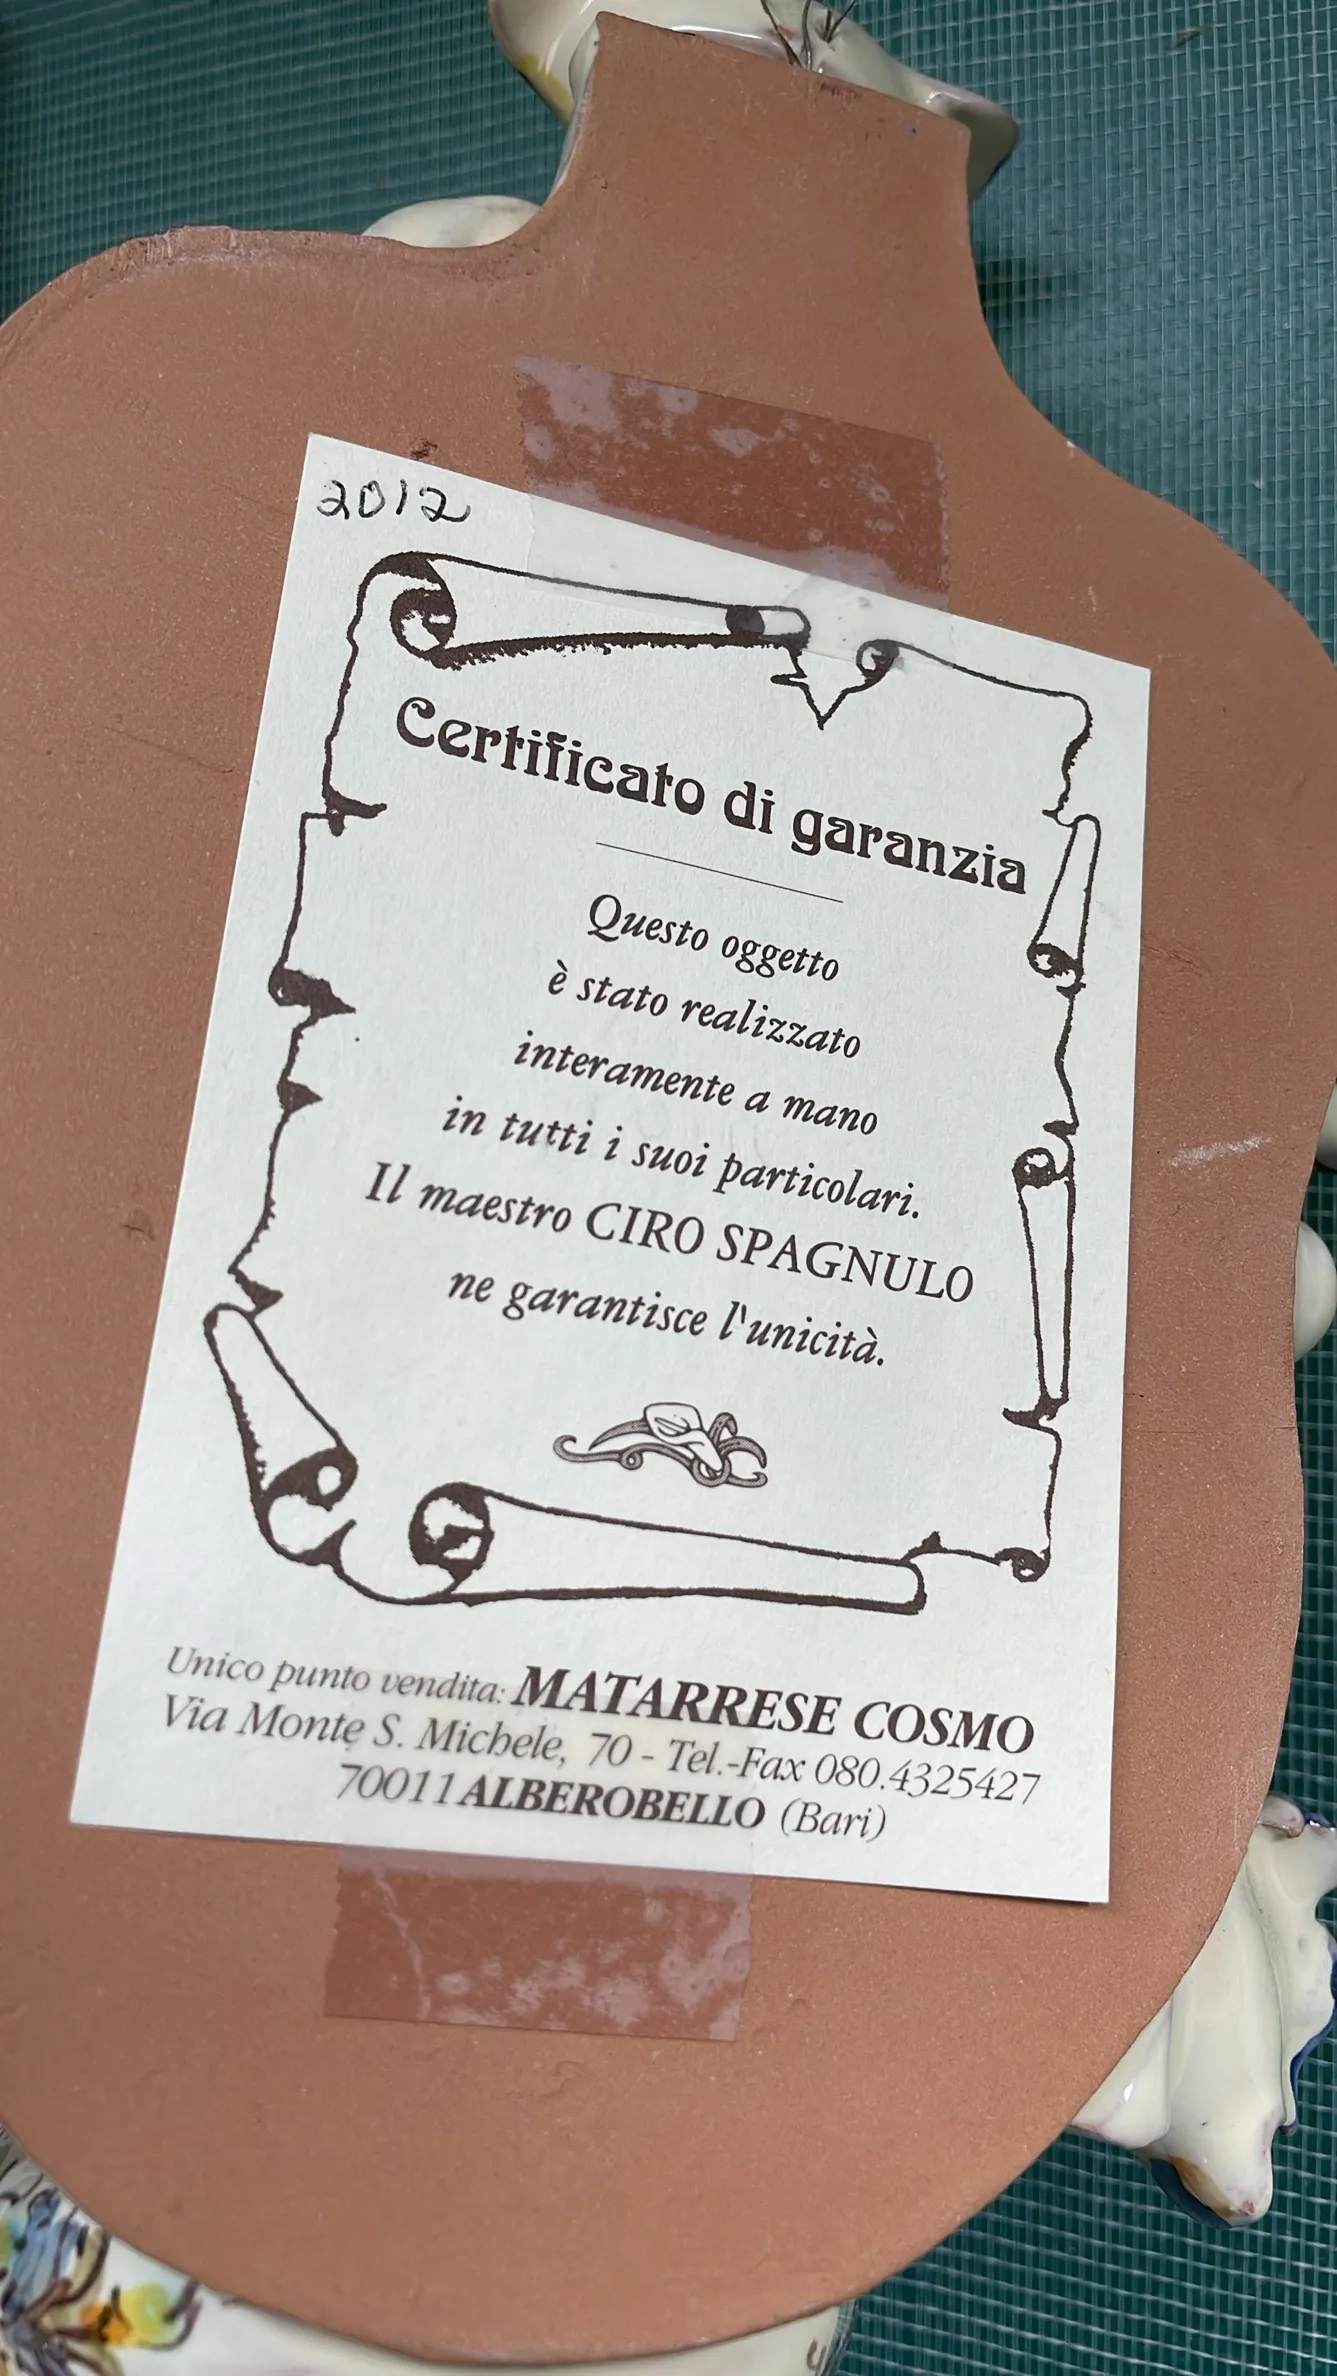 2012
Certificato di garanzia
Questo oggetto
è stato realizzato
interamente a mano
in tutti i suoi particolari.
Il maestro CIRO SPAGNULO
ne garantisce l'unicità.
Unico punto vendita: MATARRESE COSMO
Via Monte S. Michele, 70 - Tel.-Fax 080.4325427
70011 ALBEROBELLO (Bari)